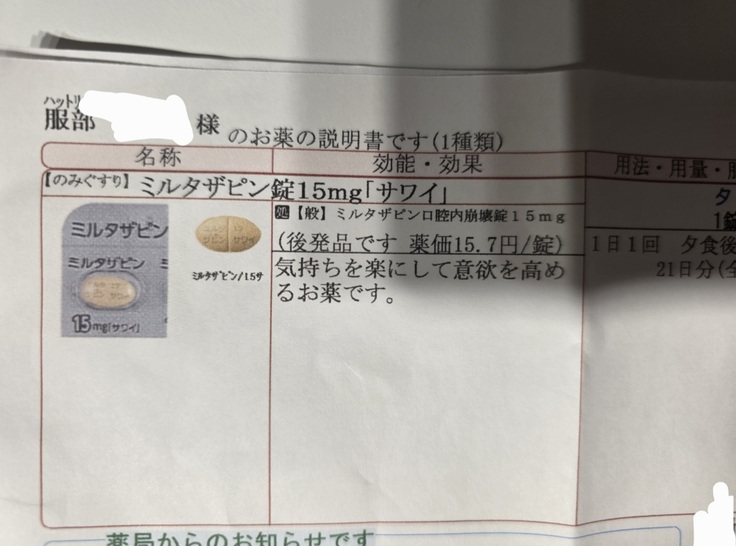 ハットリ
服部 様 のお薬の説明書です(1種類)
名称 効能・効果 用法・用量・
【のみぐすり】ミルタザピン錠15mg「サワイ」
夕
1錠
処【般】ミルタザピン口腔内崩壊錠15mg
(後発品です 薬価15.7円/錠)
1日1回 夕食後
21日分(全
気持ちを楽にして意欲を高め
るお薬です。
ミルタザピン
ミルタザピン
15mg「サワイ」
ミルタザピン/15サ
薬局からのお知らせです